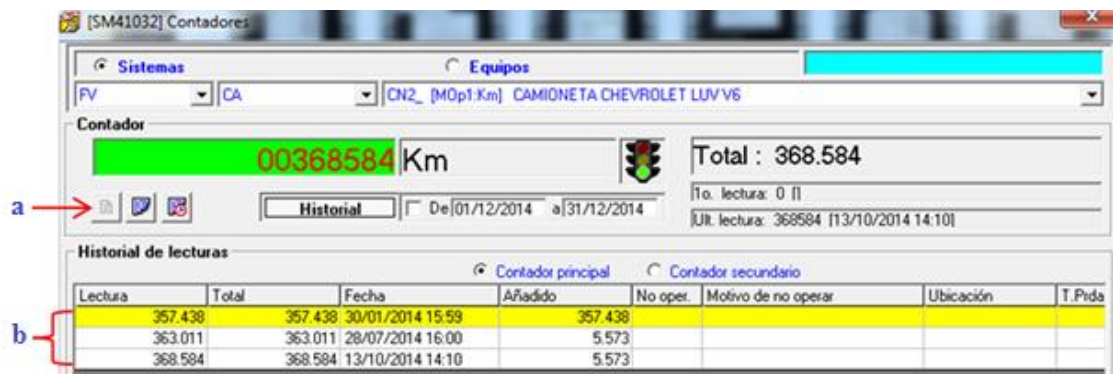 [SM41032] Contadores
Sistemas Equipos
FV CA CN2_ [MOp1:Km] CAMIONETA CHEVROLET LUV V6
Contador
00368584 Km Total : 368.584
a
Historial De 01/12/2014 a 31/12/2014
1o. lectura: 0 []
Ult. lectura: 368584 [13/10/2014 14:10]
Historial de lecturas
Contador principal Contador secundario
Lectura Total Fecha Añadido No oper. Motivo de no operar Ubicación T.Prda
357.438 357.438 30/01/2014 15:59 357.438
b
363.011 363.011 28/07/2014 16:00 5.573
368.584 368.584 13/10/2014 14:10 5.573